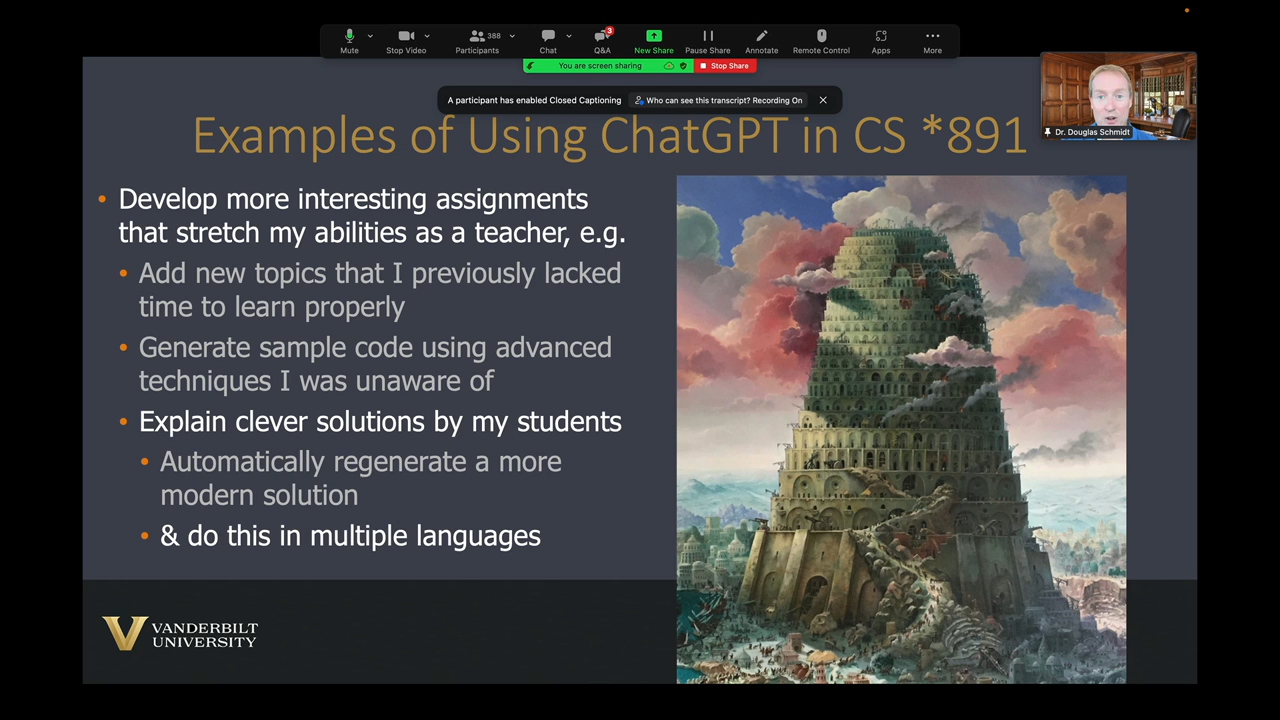 388
3
Mute
Stop Video
Participants
Chat
Q&A
New Share
Pause Share
Annotate
Remote Control
Apps
More
You are screen sharing
Stop Share
A participant has enabled Closed Captioning
Who can see this transcript? Recording On
Dr. Douglas Schmidt
Examples of Using ChatGPT in CS *891
• Develop more interesting assignments
that stretch my abilities as a teacher, e.g.
• Add new topics that I previously lacked
time to learn properly
• Generate sample code using advanced
techniques I was unaware of
• Explain clever solutions by my students
• Automatically regenerate a more
modern solution
• & do this in multiple languages
V VANDERBILT
UNIVERSITY